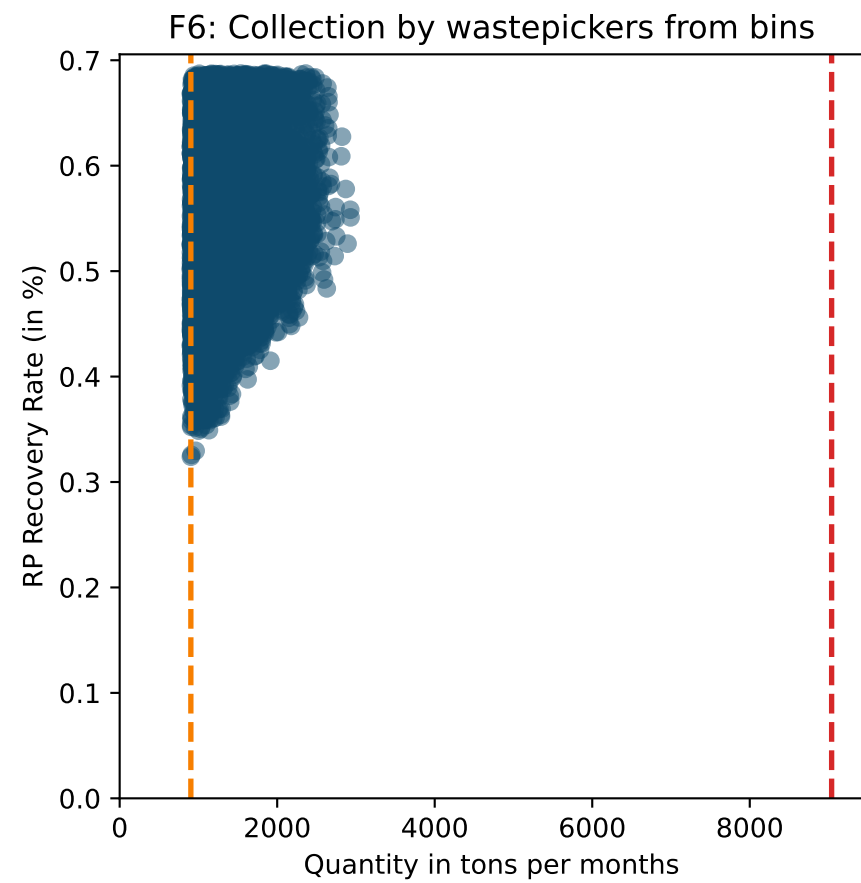 F6: Collection by wastepickers from bins
0.7
0.6
0.5
0.4
0.3
0.2
0.1
0.0
RP Recovery Rate (in %)
0 2000 4000 6000 8000
Quantity in tons per months